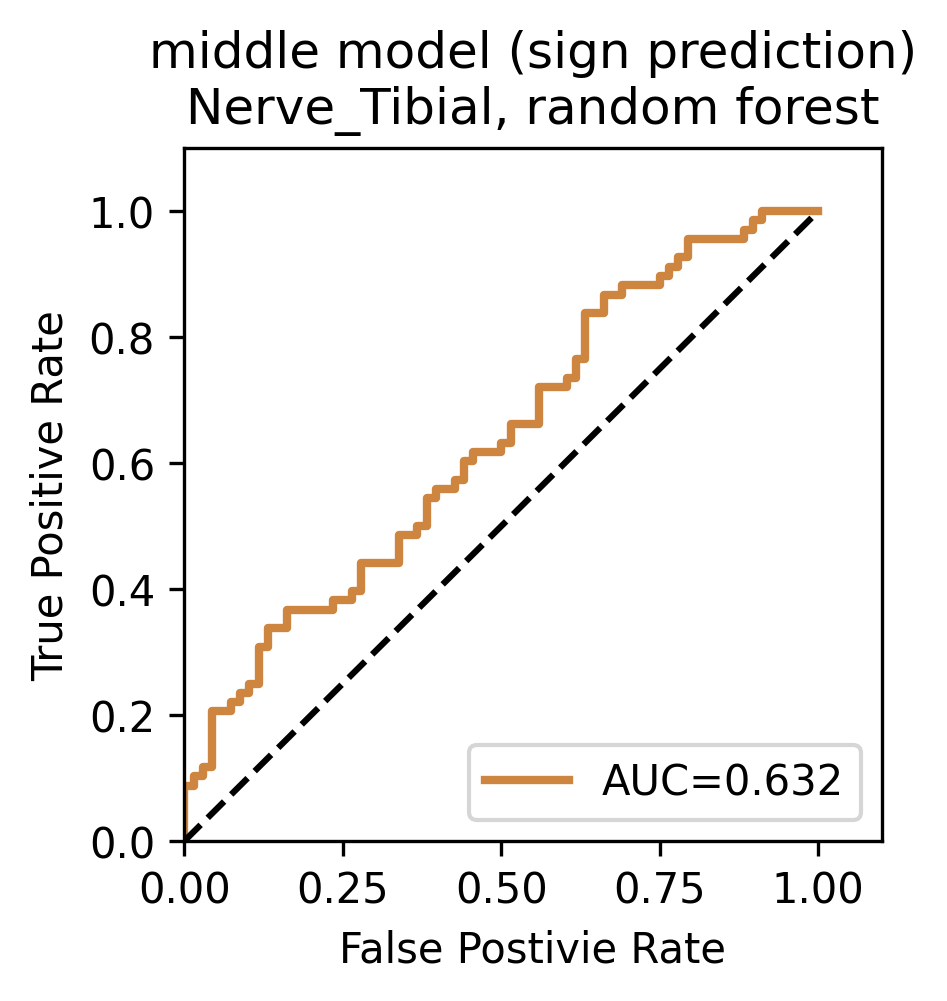 middle model (sign prediction)
Nerve_Tibial, random forest
True Positive Rate
1.0
0.8
0.6
0.4
0.2
0.0
AUC=0.632
0.00 0.25 0.50 0.75 1.00
False Postivie Rate